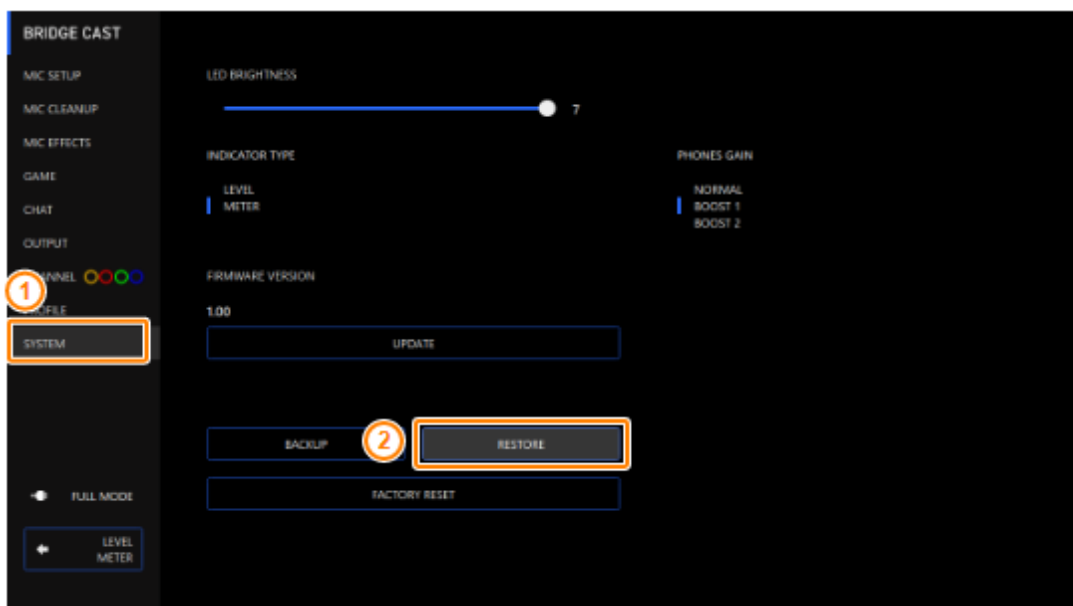 BRIDGE CAST
MIC SETUP
MIC CLEANUP
MIC EFFECTS
GAME
CHAT
OUTPUT
1
SYSTEM
FULL MODE
LEVEL
METER
LED BRIGHTNESS
7
INDICATOR TYPE
LEVEL
METER
PHONES GAIN
NORMAL
BOOST 1
BOOST 2
FIRMWARE VERSION
1.00
UPDATE
BACKUP
2
RESTORE
FACTORY RESET